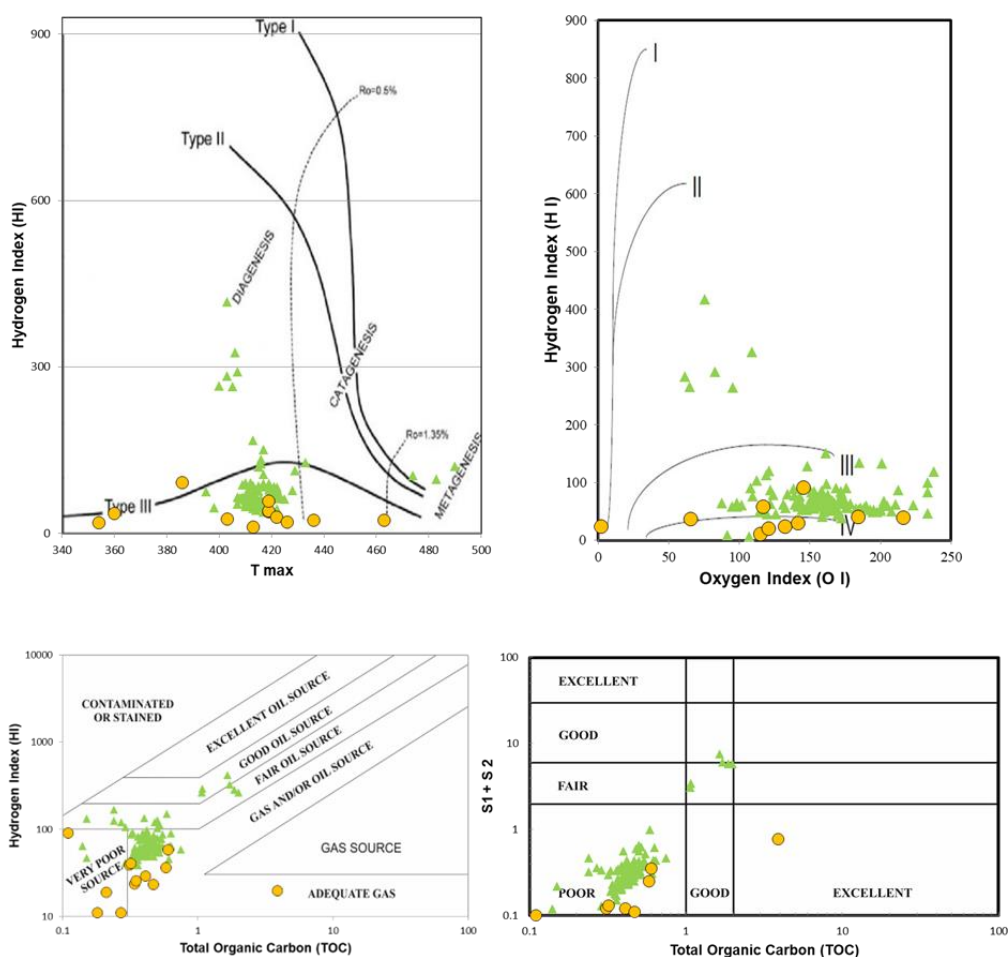 900
600
300
0
340
360
380
400
420
440
460
480
500
Hydrogen Index (HI)
T max
Type I
Type II
Type III
Ro=0.5%
Ro=1.35%
DIAGENESIS
CATAGENESIS
METAGENESIS
900
800
700
600
500
400
300
200
100
0
0
50
100
150
200
250
Hydrogen Index (H I)
Oxygen Index (O I)
I
II
III
IV
10000
1000
100
10
0.1
1
10
100
Hydrogen Index (HI)
Total Organic Carbon (TOC)
CONTAMINATED
OR STAINED
EXCELLENT OIL SOURCE
GOOD OIL SOURCE
FAIR OIL SOURCE
GAS AND/OR OIL SOURCE
GAS SOURCE
VERY POOR
SOURCE
ADEQUATE GAS
100
10
1
0.1
0.1
1
10
100
S1 + S 2
Total Organic Carbon (TOC)
EXCELLENT
GOOD
FAIR
POOR
GOOD
EXCELLENT